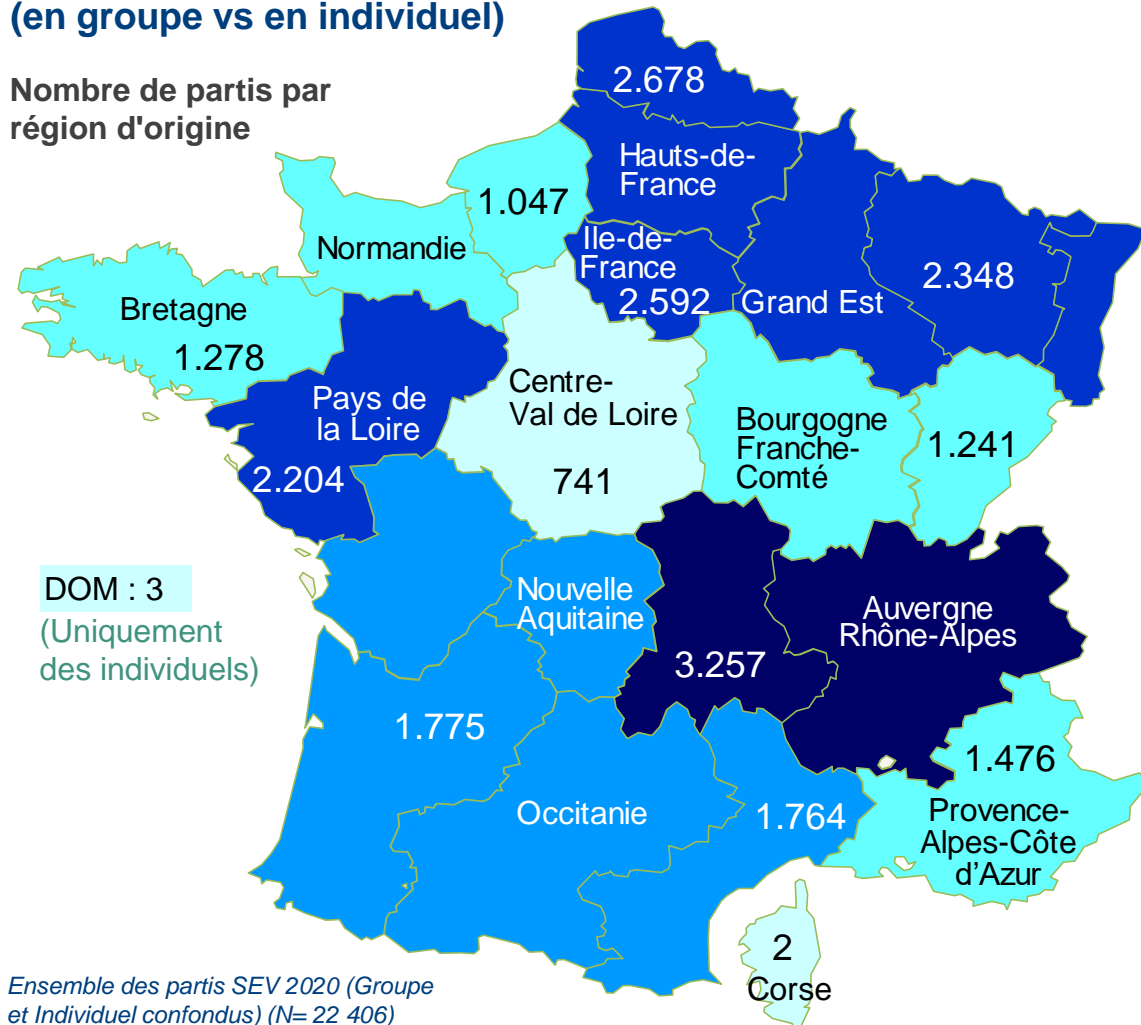 (en groupe vs en individuel)
Nombre de partis par
région d'origine
2.678
Hauts-de-
France
1.047
Normandie
Ile-de-
France
2.592
Grand Est
2.348
Bretagne
1.278
Pays de
la Loire
2.204
Centre-
Val de Loire
741
Bourgogne
Franche-
Comté
1.241
DOM : 3
(Uniquement
des individuels)
Nouvelle
Aquitaine
1.775
Auvergne
Rhône-Alpes
3.257
Occitanie
1.764
1.476
Provence-
Alpes-Côte
d'Azur
2
Corse
Ensemble des partis SEV 2020 (Groupe
et Individuel confondus) (N= 22 406)